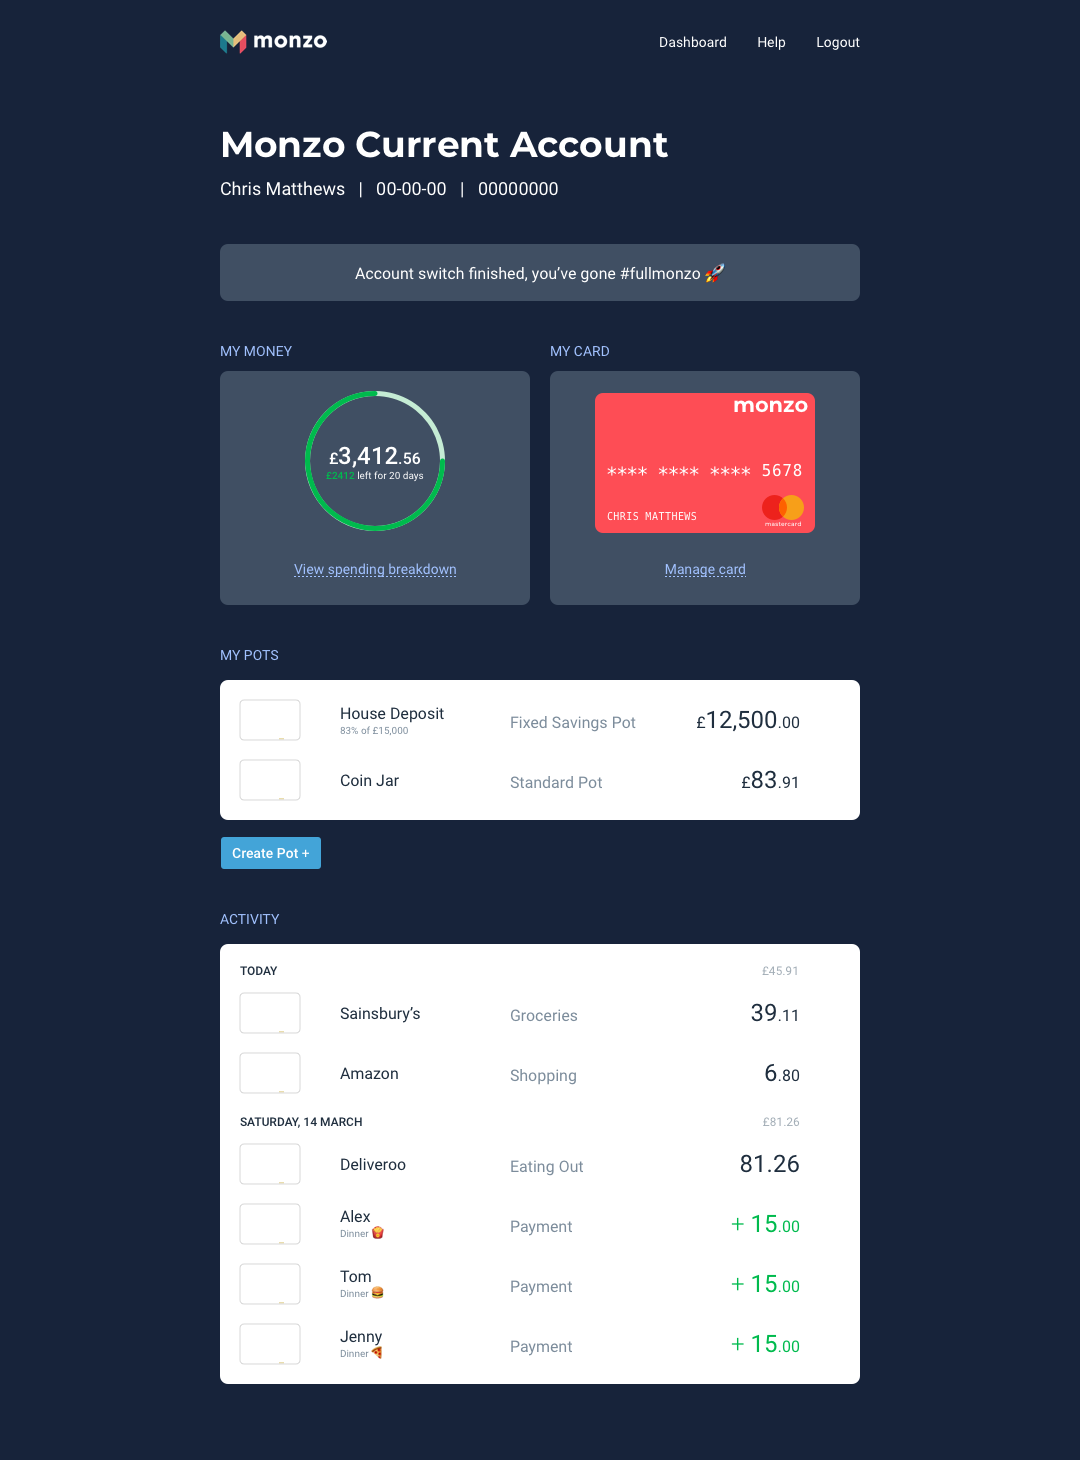 monzo
Dashboard Help Logout
Monzo Current Account
Chris Matthews | 00-00-00 | 00000000
Account switch finished, you’ve gone #fullmonzo 🚀
MY MONEY
£3,412.56
£2412 left for 20 days
View spending breakdown
MY CARD
monzo
**** **** **** 5678
CHRIS MATTHEWS
mastercard
Manage card
MY POTS
House Deposit Fixed Savings Pot £12,500.00
83% of £15,000
Coin Jar Standard Pot £83.91
Create Pot +
ACTIVITY
TODAY £45.91
Sainsbury’s Groceries 39.11
Amazon Shopping 6.80
SATURDAY, 14 MARCH £81.26
Deliveroo Eating Out 81.26
Alex Payment + 15.00
Dinner 🍟
Tom Payment + 15.00
Dinner 🍔
Jenny Payment + 15.00
Dinner 🍕